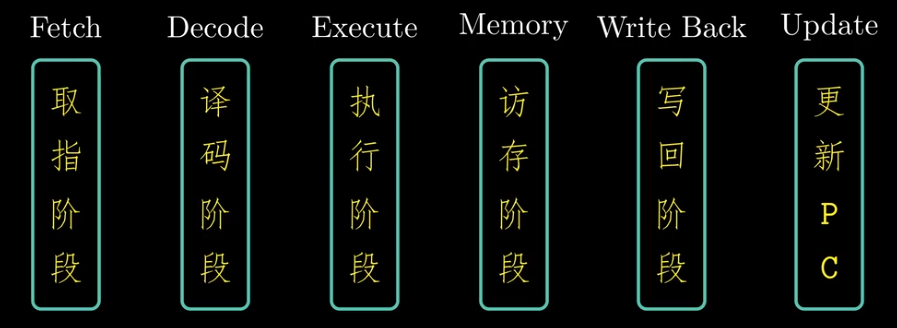 Fetch
Decode
Execute
Memory
Write Back
Update
取指阶段
译码阶段
执行阶段
访存阶段
写回阶段
更新PC